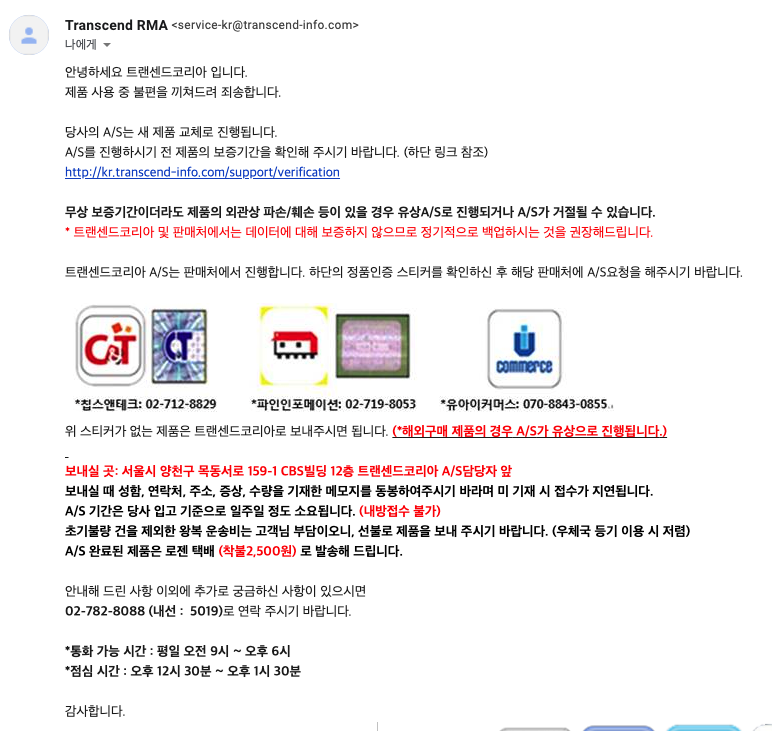 Transcend RMA <service-kr@transcend-info.com>
나에게
안녕하세요 트랜센드코리아 입니다.
제품 사용 중 불편을 끼쳐드려 죄송합니다.
당사의 A/S는 새 제품 교체로 진행됩니다.
A/S를 진행하시기 전 제품의 보증기간을 확인해 주시기 바랍니다. (하단 링크 참조)
http://kr.transcend-info.com/support/verification
무상 보증기간이더라도 제품의 외관상 파손/훼손 등이 있을 경우 유상A/S로 진행되거나 A/S가 거절될 수 있습니다.
* 트랜센드코리아 및 판매처에서는 데이터에 대해 보증하지 않으므로 정기적으로 백업하시는 것을 권장해드립니다.
트랜센드코리아 A/S는 판매처에서 진행합니다. 하단의 정품인증 스티커를 확인하신 후 해당 판매처에 A/S요청을 해주시기 바랍니다.
C&T CT
commerce
*칩스앤테크: 02-712-8829 *파인인포메이션: 02-719-8053 *유아이커머스: 070-8843-0855.
위 스티커가 없는 제품은 트랜센드코리아로 보내주시면 됩니다. (*해외구매 제품의 경우 A/S가 유상으로 진행됩니다.)
보내실 곳: 서울시 양천구 목동서로 159-1 CBS빌딩 12층 트랜센드코리아 A/S담당자 앞
보내실 때 성함, 연락처, 주소, 증상, 수량을 기재한 메모지를 동봉하여주시기 바라며 미 기재 시 접수가 지연됩니다.
A/S 기간은 당사 입고 기준으로 일주일 정도 소요됩니다. (내방접수 불가)
초기불량 건을 제외한 왕복 운송비는 고객님 부담이오니, 선불로 제품을 보내 주시기 바랍니다. (우체국 등기 이용 시 저렴)
A/S 완료된 제품은 로젠 택배 (착불2,500원) 로 발송해 드립니다.
안내해 드린 사항 이외에 추가로 궁금하신 사항이 있으시면
02-782-8088 (내선 : 5019)로 연락 주시기 바랍니다.
*통화 가능 시간 : 평일 오전 9시 ~ 오후 6시
*점심 시간 : 오후 12시 30분 ~ 오후 1시 30분
감사합니다.